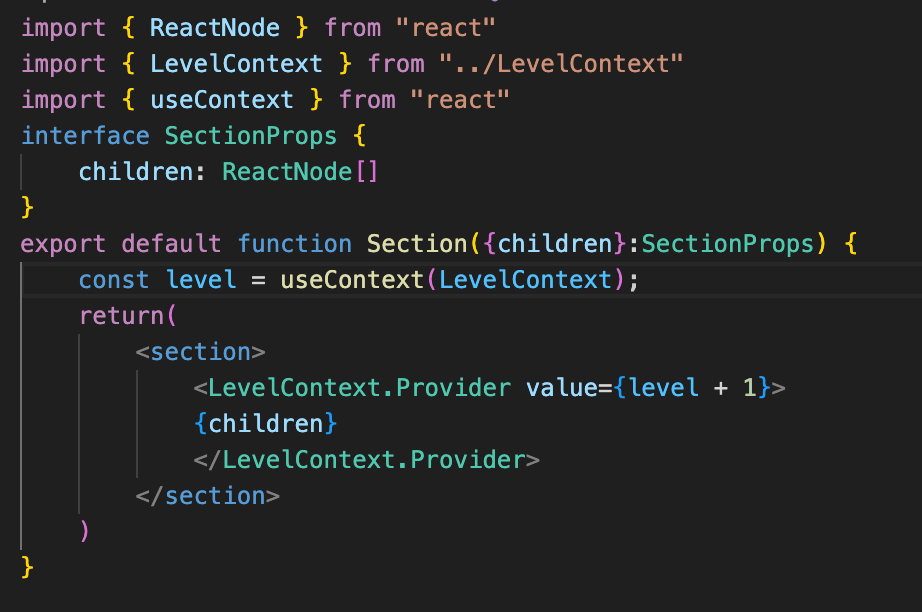 import { ReactNode } from "react"
import { LevelContext } from "../LevelContext"
import { useContext } from "react"
interface SectionProps {
    children: ReactNode[]
}
export default function Section({children}:SectionProps) {
    const level = useContext(LevelContext);
    return(
        <section>
            <LevelContext.Provider value={level + 1}>
            {children}
            </LevelContext.Provider>
        </section>
    )
}